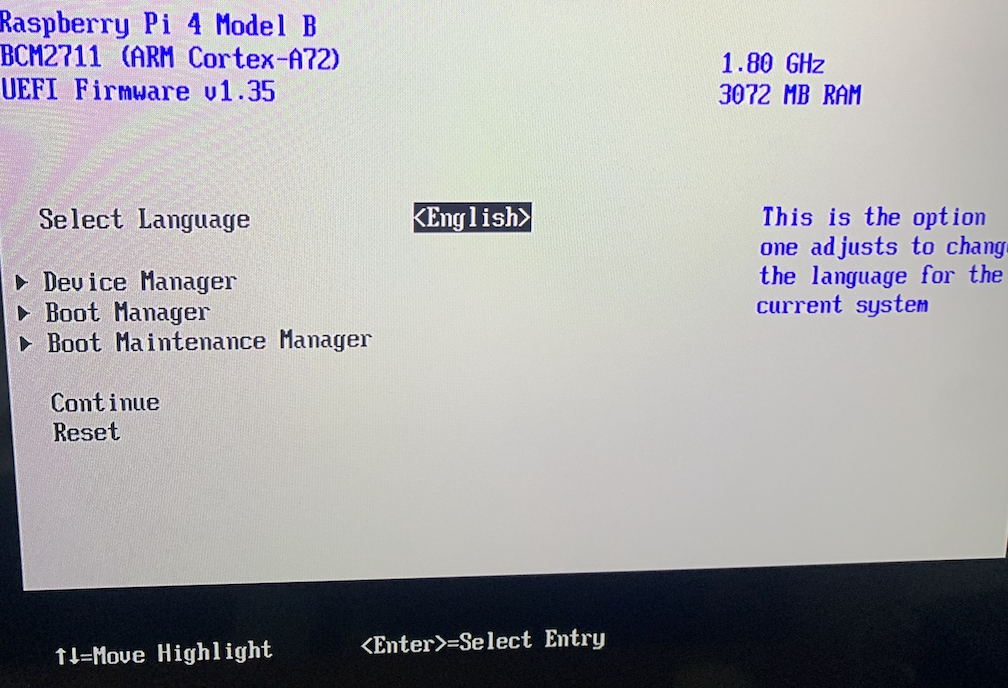 Raspberry Pi 4 Model B
BCM2711 (ARM Cortex-A72)
1.80 GHz
UEFI Firmware v1.35
3072 MB RAM
Select Language
<English>
This is the option
one adjusts to chang
the language for the
current system
Device Manager
Boot Manager
Boot Maintenance Manager
Continue
Reset
↑↓=Move Highlight
<Enter>=Select Entry